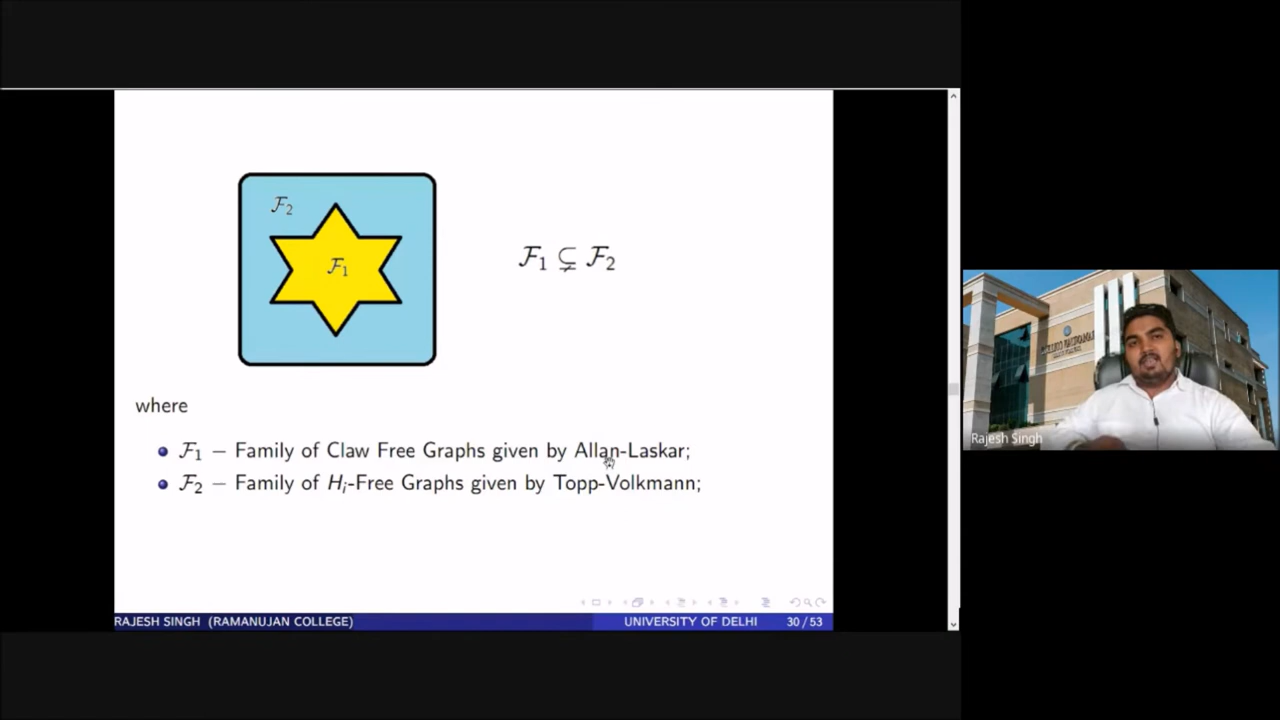 𝓕₂
𝓕₁
𝓕₁ ⊊ 𝓕₂
where
𝓕₁ – Family of Claw Free Graphs given by Allan-Laskar;
𝓕₂ – Family of Hᵢ-Free Graphs given by Topp-Volkmann;
RAJESH SINGH (RAMANUJAN COLLEGE) UNIVERSITY OF DELHI 30 / 53
Rajesh Singh